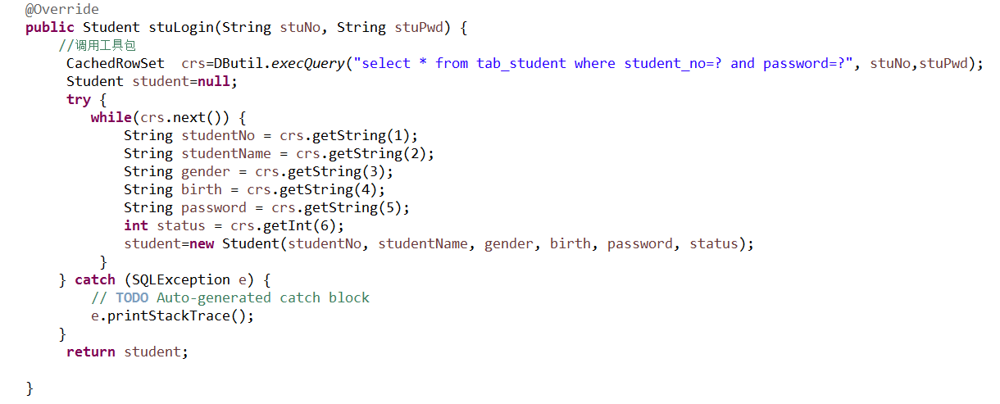 @Override
public Student stuLogin(String stuNo, String stuPwd) {
//调用工具包
CachedRowSet  crs=DButil.execQuery("select * from tab_student where student_no=? and password=?", stuNo,stuPwd);
Student student=null;
try {
while(crs.next()) {
String studentNo = crs.getString(1);
String studentName = crs.getString(2);
String gender = crs.getString(3);
String birth = crs.getString(4);
String password = crs.getString(5);
int status = crs.getInt(6);
student=new Student(studentNo, studentName, gender, birth, password, status);
}
} catch (SQLException e) {
// TODO Auto-generated catch block
e.printStackTrace();
}
return student;
}